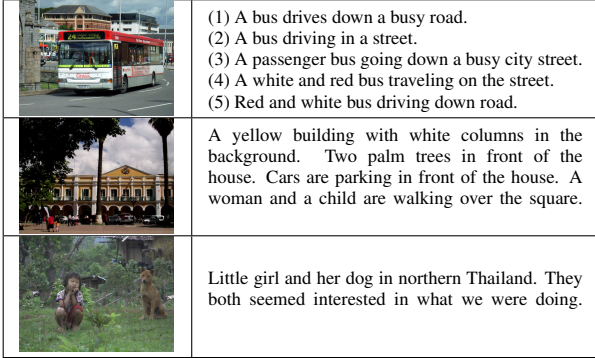 (1) A bus drives down a busy road.
(2) A bus driving in a street.
(3) A passenger bus going down a busy city street.
(4) A white and red bus traveling on the street.
(5) Red and white bus driving down road.
A yellow building with white columns in the
background. Two palm trees in front of the
house. Cars are parking in front of the house. A
woman and a child are walking over the square.
Little girl and her dog in northern Thailand. They
both seemed interested in what we were doing.